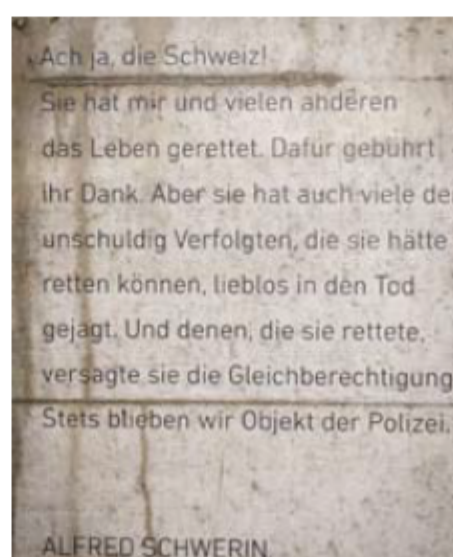 Ach ja, die Schweiz!
Sie hat mir und vielen anderen
das Leben gerettet. Dafür gebührt
ihr Dank. Aber sie hat auch viele de
unschuldig Verfolgten, die sie hätte
retten können, lieblos in den Tod
gejagt. Und denen, die sie rettete,
versagte sie die Gleichberechtigung
Stets blieben wir Objekt der Polizei.
ALFRED SCHWERIN